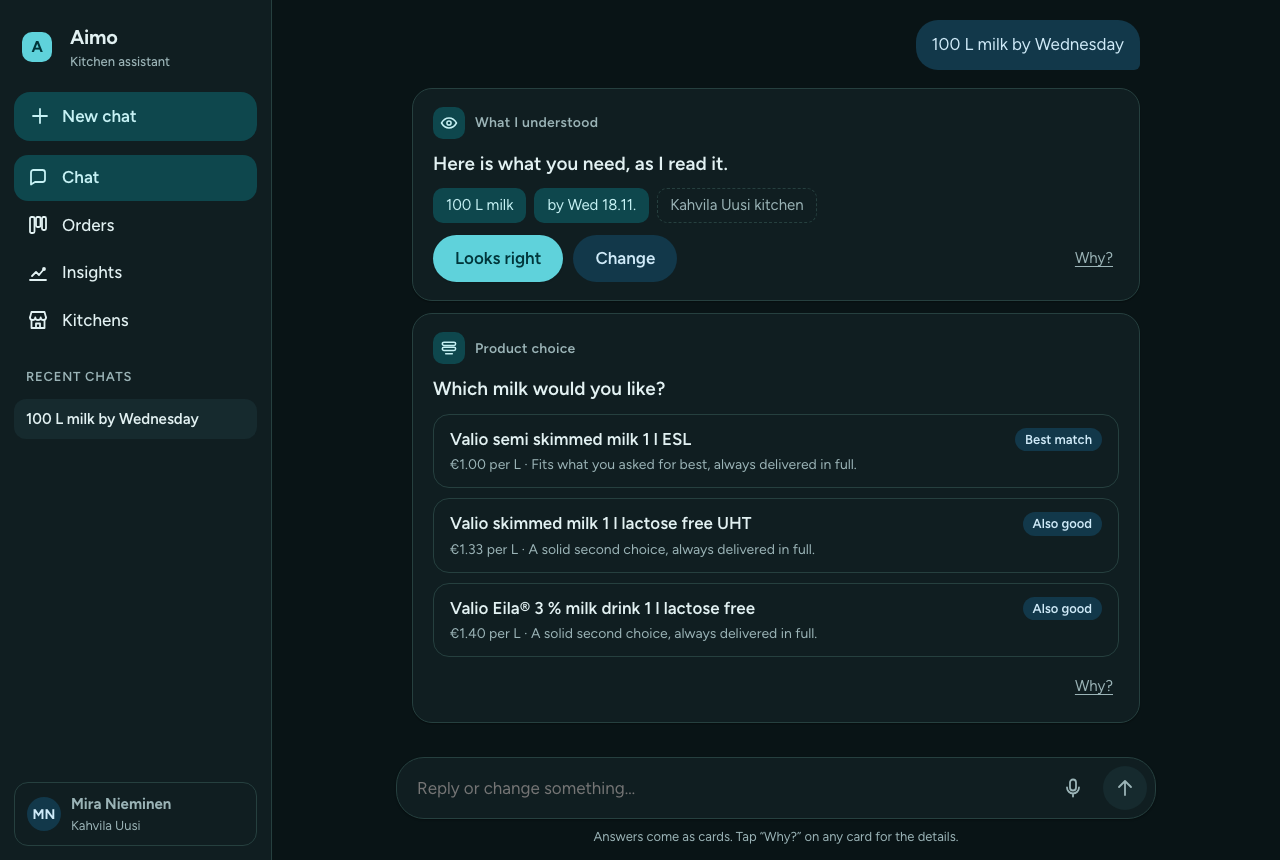 A
Aimo
Kitchen assistant
New chat
Chat
Orders
Insights
Kitchens
RECENT CHATS
100 L milk by Wednesday
MN
Mira Nieminen
Kahvila Uusi
100 L milk by Wednesday
What I understood
Here is what you need, as I read it.
100 L milk
by Wed 18.11.
Kahvila Uusi kitchen
Looks right
Change
Why?
Product choice
Which milk would you like?
Valio semi skimmed milk 1 l ESL
Best match
€1.00 per L · Fits what you asked for best, always delivered in full.
Valio skimmed milk 1 l lactose free UHT
Also good
€1.33 per L · A solid second choice, always delivered in full.
Valio Eila® 3 % milk drink 1 l lactose free
Also good
€1.40 per L · A solid second choice, always delivered in full.
Why?
Reply or change something...
Answers come as cards. Tap “Why?” on any card for the details.